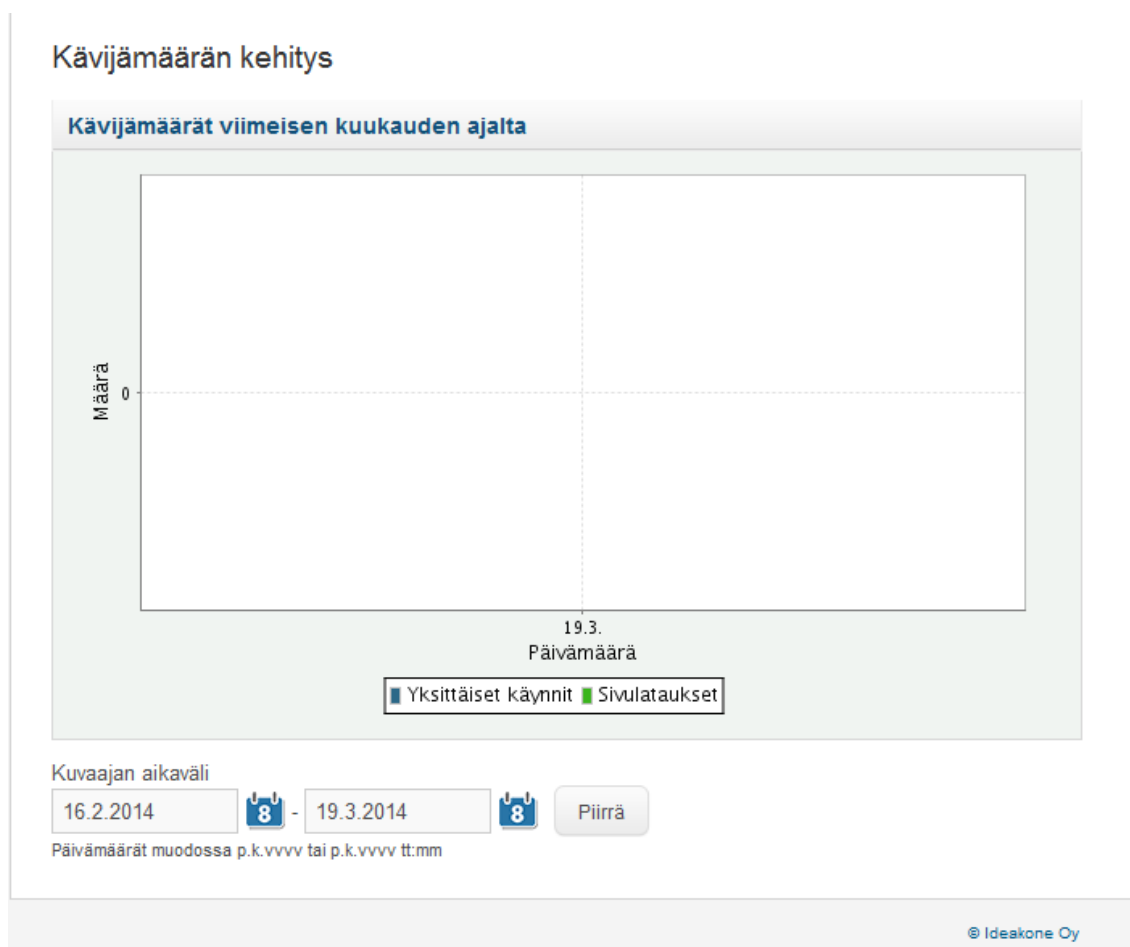 Kävijämäärän kehitys
Kävijämäärät viimeisen kuukauden ajalta
Määrä
0
19.3.
Päivämäärä
Yksittäiset käynnit Sivulataukset
Kuvaajan aikaväli
16.2.2014 8 - 19.3.2014 8 Piirrä
Päivämäärät muodossa p.k.vvvv tai p.k.vvvv tt:mm
© Ideakone Oy